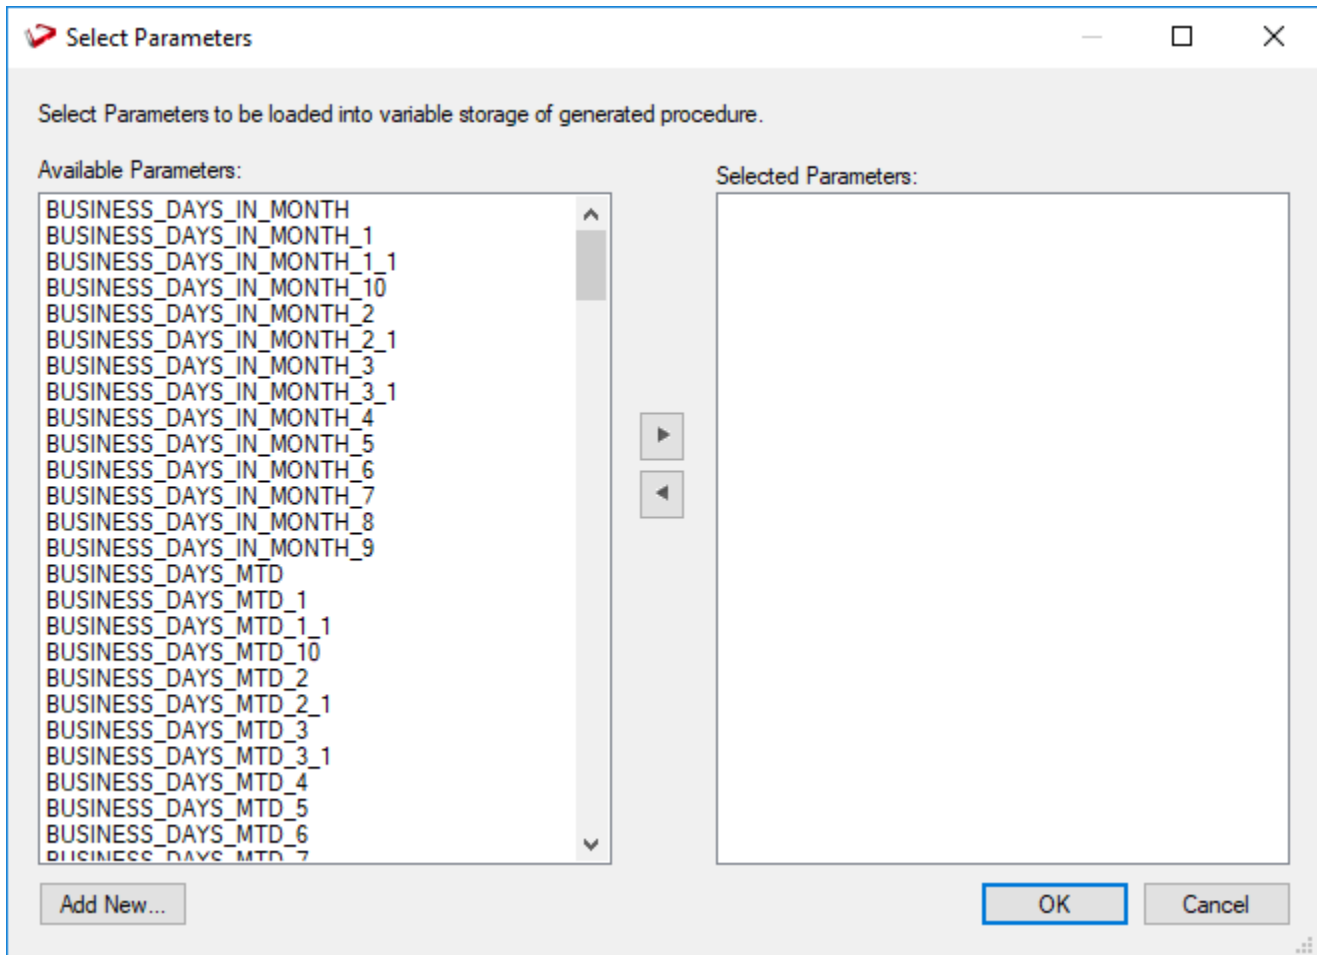 Select Parameters
Select Parameters to be loaded into variable storage of generated procedure.
Available Parameters:
BUSINESS_DAYS_IN_MONTH
BUSINESS_DAYS_IN_MONTH_1
BUSINESS_DAYS_IN_MONTH_1_1
BUSINESS_DAYS_IN_MONTH_10
BUSINESS_DAYS_IN_MONTH_2
BUSINESS_DAYS_IN_MONTH_2_1
BUSINESS_DAYS_IN_MONTH_3
BUSINESS_DAYS_IN_MONTH_3_1
BUSINESS_DAYS_IN_MONTH_4
BUSINESS_DAYS_IN_MONTH_5
BUSINESS_DAYS_IN_MONTH_6
BUSINESS_DAYS_IN_MONTH_7
BUSINESS_DAYS_IN_MONTH_8
BUSINESS_DAYS_IN_MONTH_9
BUSINESS_DAYS_MTD
BUSINESS_DAYS_MTD_1
BUSINESS_DAYS_MTD_1_1
BUSINESS_DAYS_MTD_10
BUSINESS_DAYS_MTD_2
BUSINESS_DAYS_MTD_2_1
BUSINESS_DAYS_MTD_3
BUSINESS_DAYS_MTD_3_1
BUSINESS_DAYS_MTD_4
BUSINESS_DAYS_MTD_5
BUSINESS_DAYS_MTD_6
BUSINESS_DAYS_MTD_7
Selected Parameters:
Add New...
OK
Cancel